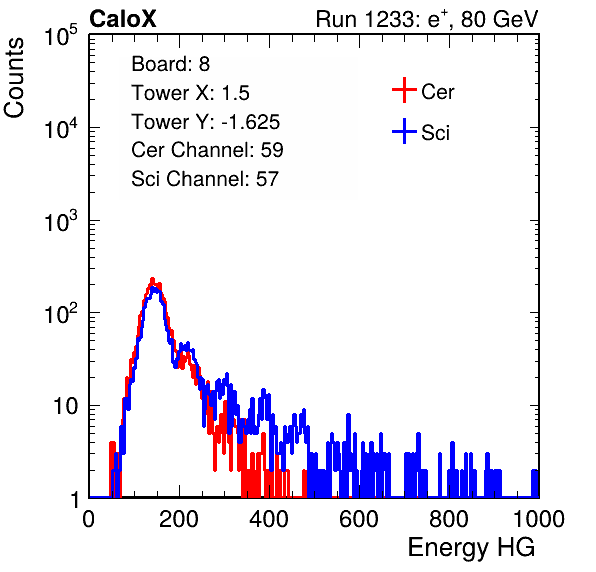 CaloX Run 1233: e⁺, 80 GeV
Counts
10⁵
10⁴
10³
10²
10
1
Board: 8
Tower X: 1.5
Tower Y: -1.625
Cer Channel: 59
Sci Channel: 57
Cer
Sci
0 200 400 600 800 1000
Energy HG